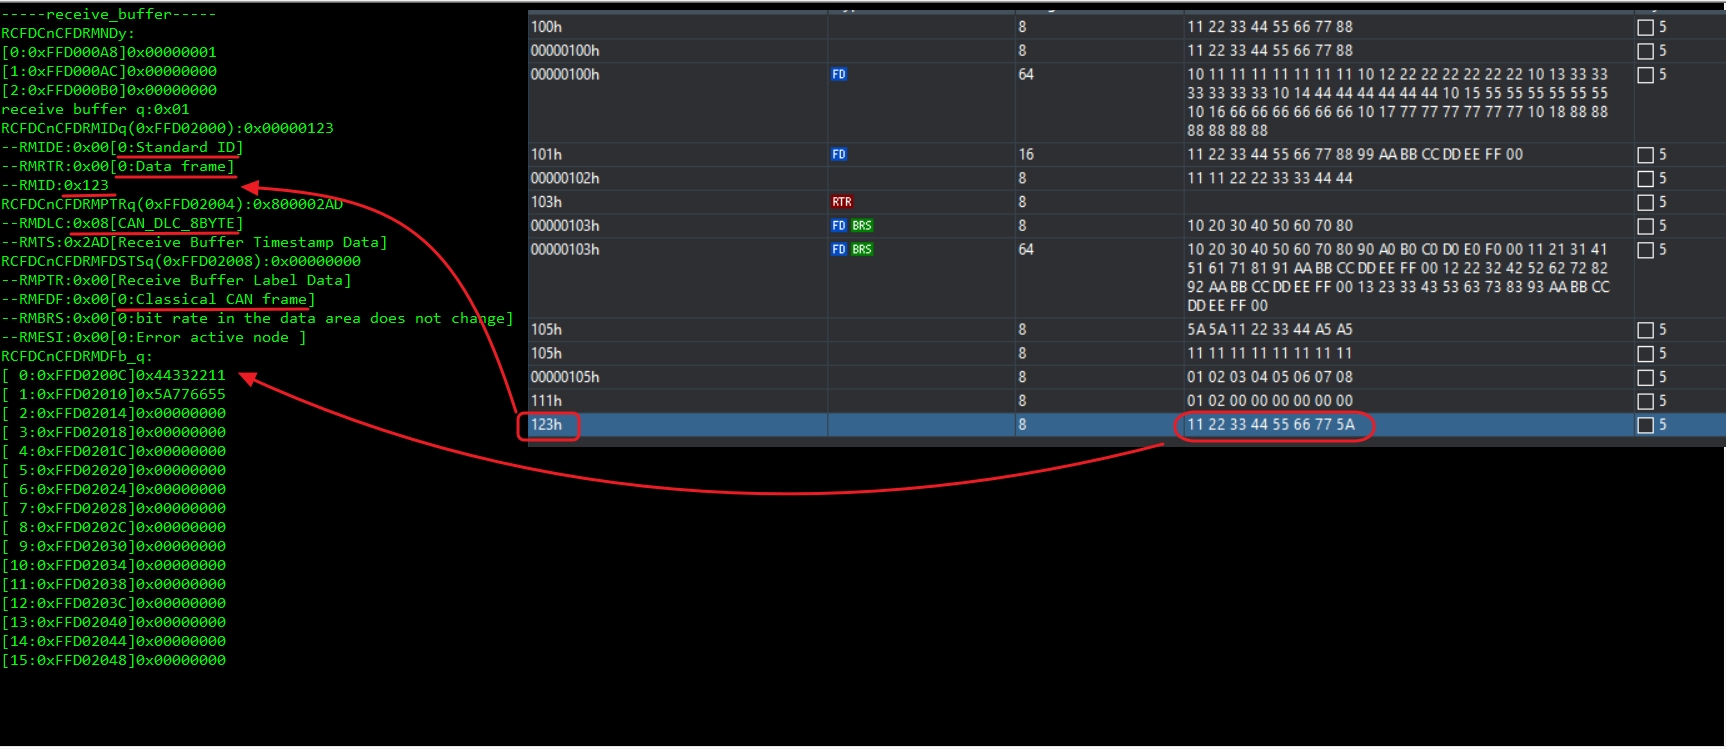 -----receive_buffer-----
RCFDCnCFDRMNDy:
[0:0xFFD000A8]0x00000001
[1:0xFFD000AC]0x00000000
[2:0xFFD000B0]0x00000000
receive buffer q:0x01
RCFDCnCFDRMIDq(0xFFD02000):0x00000123
--RMIDE:0x00[0:Standard ID]
--RMRTR:0x00[0:Data frame]
--RMID:0x123
RCFDCnCFDRMPTRq(0xFFD02004):0x800002AD
--RMDLC:0x08[CAN_DLC_8BYTE]
--RMTS:0x2AD[Receive Buffer Timestamp Data]
RCFDCnCFDRMFDSTSq(0xFFD02008):0x00000000
--RMPTR:0x00[Receive Buffer Label Data]
--RMFDF:0x00[0:Classical CAN frame]
--RMBRS:0x00[0:bit rate in the data area does not change]
--RMESI:0x00[0:Error active node ]
RCFDCnCFDRMDFb_q:
[ 0:0xFFD0200C]0x44332211
[ 1:0xFFD02010]0x5A776655
[ 2:0xFFD02014]0x00000000
[ 3:0xFFD02018]0x00000000
[ 4:0xFFD0201C]0x00000000
[ 5:0xFFD02020]0x00000000
[ 6:0xFFD02024]0x00000000
[ 7:0xFFD02028]0x00000000
[ 8:0xFFD0202C]0x00000000
[ 9:0xFFD02030]0x00000000
[10:0xFFD02034]0x00000000
[11:0xFFD02038]0x00000000
[12:0xFFD0203C]0x00000000
[13:0xFFD02040]0x00000000
[14:0xFFD02044]0x00000000
[15:0xFFD02048]0x00000000
100h 8 11 22 33 44 55 66 77 88 5
00000100h 8 11 22 33 44 55 66 77 88 5
00000100h FD 64 10 11 11 11 11 11 11 11 10 12 22 22 22 22 22 22 10 13 33 33 5
33 33 33 33 10 14 44 44 44 44 44 44 10 15 55 55 55 55 55 55
10 16 66 66 66 66 66 66 10 17 77 77 77 77 77 77 10 18 88 88
88 88 88 88
101h FD 16 11 22 33 44 55 66 77 88 99 AA BB CC DD EE FF 00 5
00000102h 8 11 11 22 22 33 33 44 44 5
103h RTR 8 5
00000103h FD BRS 8 10 20 30 40 50 60 70 80 5
00000103h FD BRS 64 10 20 30 40 50 60 70 80 90 A0 B0 C0 D0 E0 F0 00 11 21 31 41 5
51 61 71 81 91 AA BB CC DD EE FF 00 12 22 32 42 52 62 72 82
92 AA BB CC DD EE FF 00 13 23 33 43 53 63 73 83 93 AA BB CC
DD EE FF 00
105h 8 5A 5A 11 22 33 44 A5 A5 5
105h 8 11 11 11 11 11 11 11 11 5
00000105h 8 01 02 03 04 05 06 07 08 5
111h 8 01 02 00 00 00 00 00 00 5
123h 8 11 22 33 44 55 66 77 5A 5